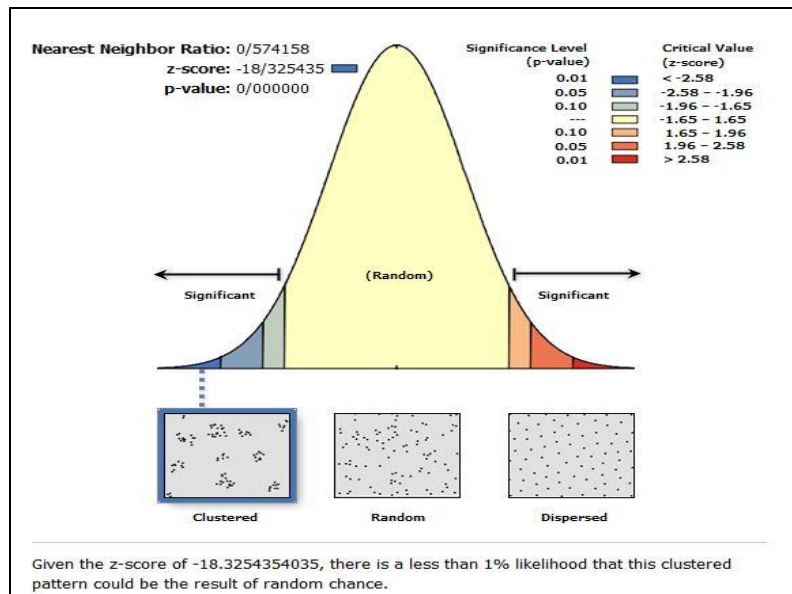 Nearest Neighbor Ratio: 0/574158
z-score: -18/325435
p-value: 0/000000
Significance Level
(p-value)
Critical Value
(z-score)
0.01 < -2.58
0.05 -2.58 – -1.96
0.10 -1.96 – -1.65
--- -1.65 – 1.65
0.10 1.65 – 1.96
0.05 1.96 – 2.58
0.01 > 2.58
(Random)
Significant
Significant
Clustered
Random
Dispersed
Given the z-score of -18.3254354035, there is a less than 1% likelihood that this clustered
pattern could be the result of random chance.